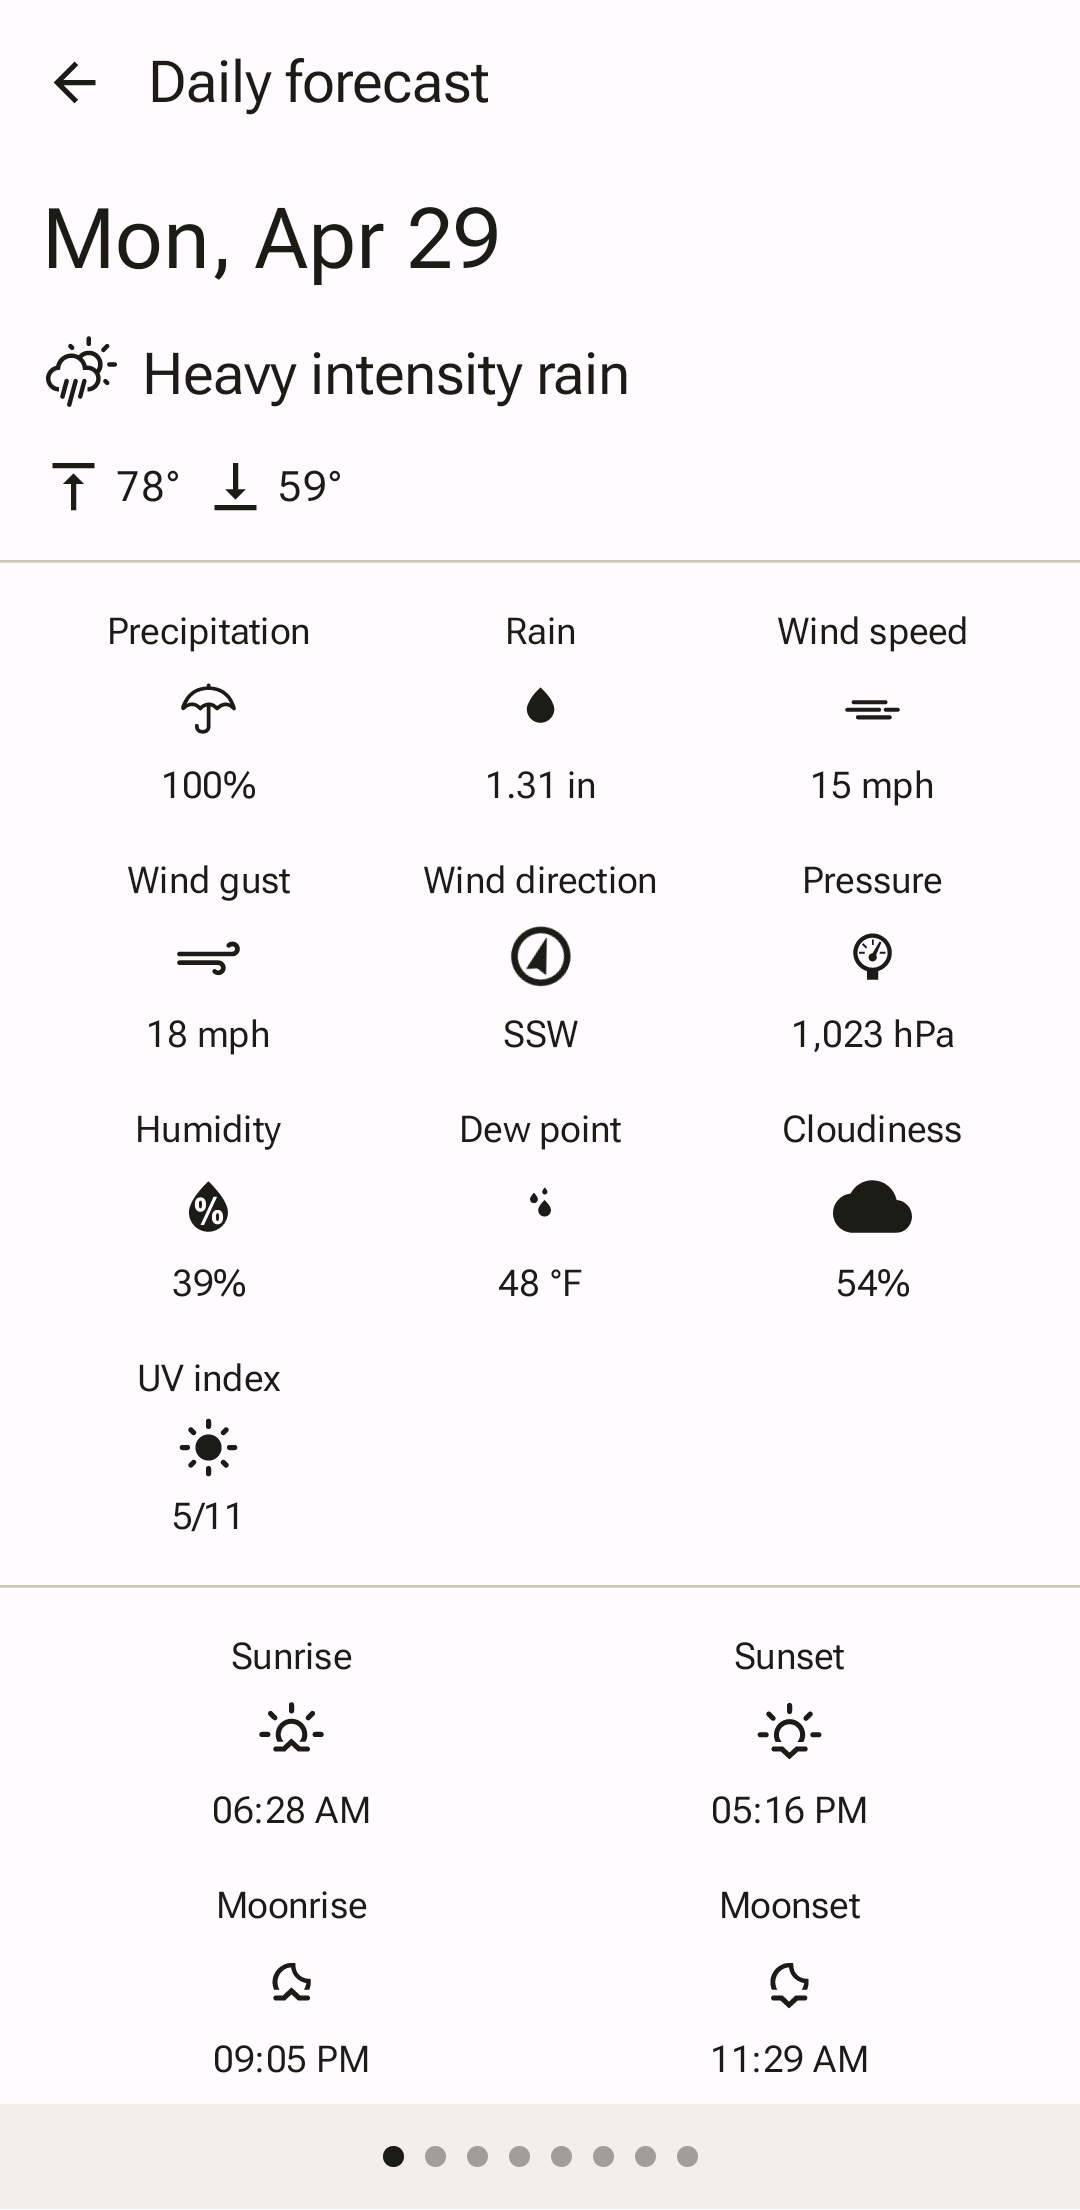 Daily forecast
Mon, Apr 29
Heavy intensity rain
78° 59°
Precipitation Rain Wind speed
100% 1.31 in 15 mph
Wind gust Wind direction Pressure
18 mph SSW 1,023 hPa
Humidity Dew point Cloudiness
%
39% 48 °F 54%
UV index
5/11
Sunrise Sunset
06:28 AM 05:16 PM
Moonrise Moonset
09:05 PM 11:29 AM